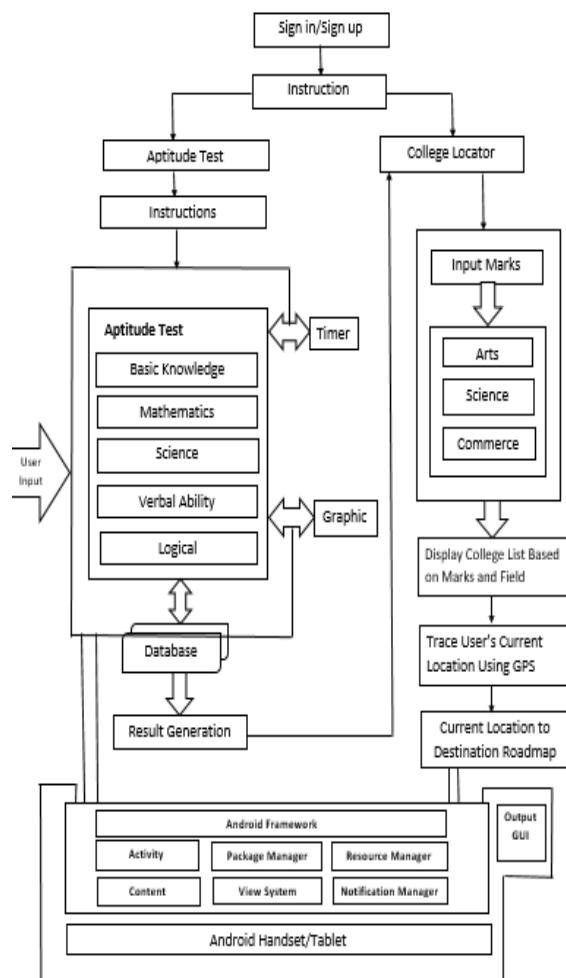 Sign in/Sign up
Instruction
Aptitude Test
College Locator
Instructions
Input Marks
Aptitude Test
Timer
Basic Knowledge
Arts
Mathematics
Science
Science
Commerce
User
Input
Verbal Ability
Graphic
Logical
Display College List Based
on Marks and Field
Database
Trace User's Current
Location Using GPS
Result Generation
Current Location to
Destination Roadmap
Android Framework
Output
GUI
Activity
Package Manager
Resource Manager
Content
View System
Notification Manager
Android Handset/Tablet